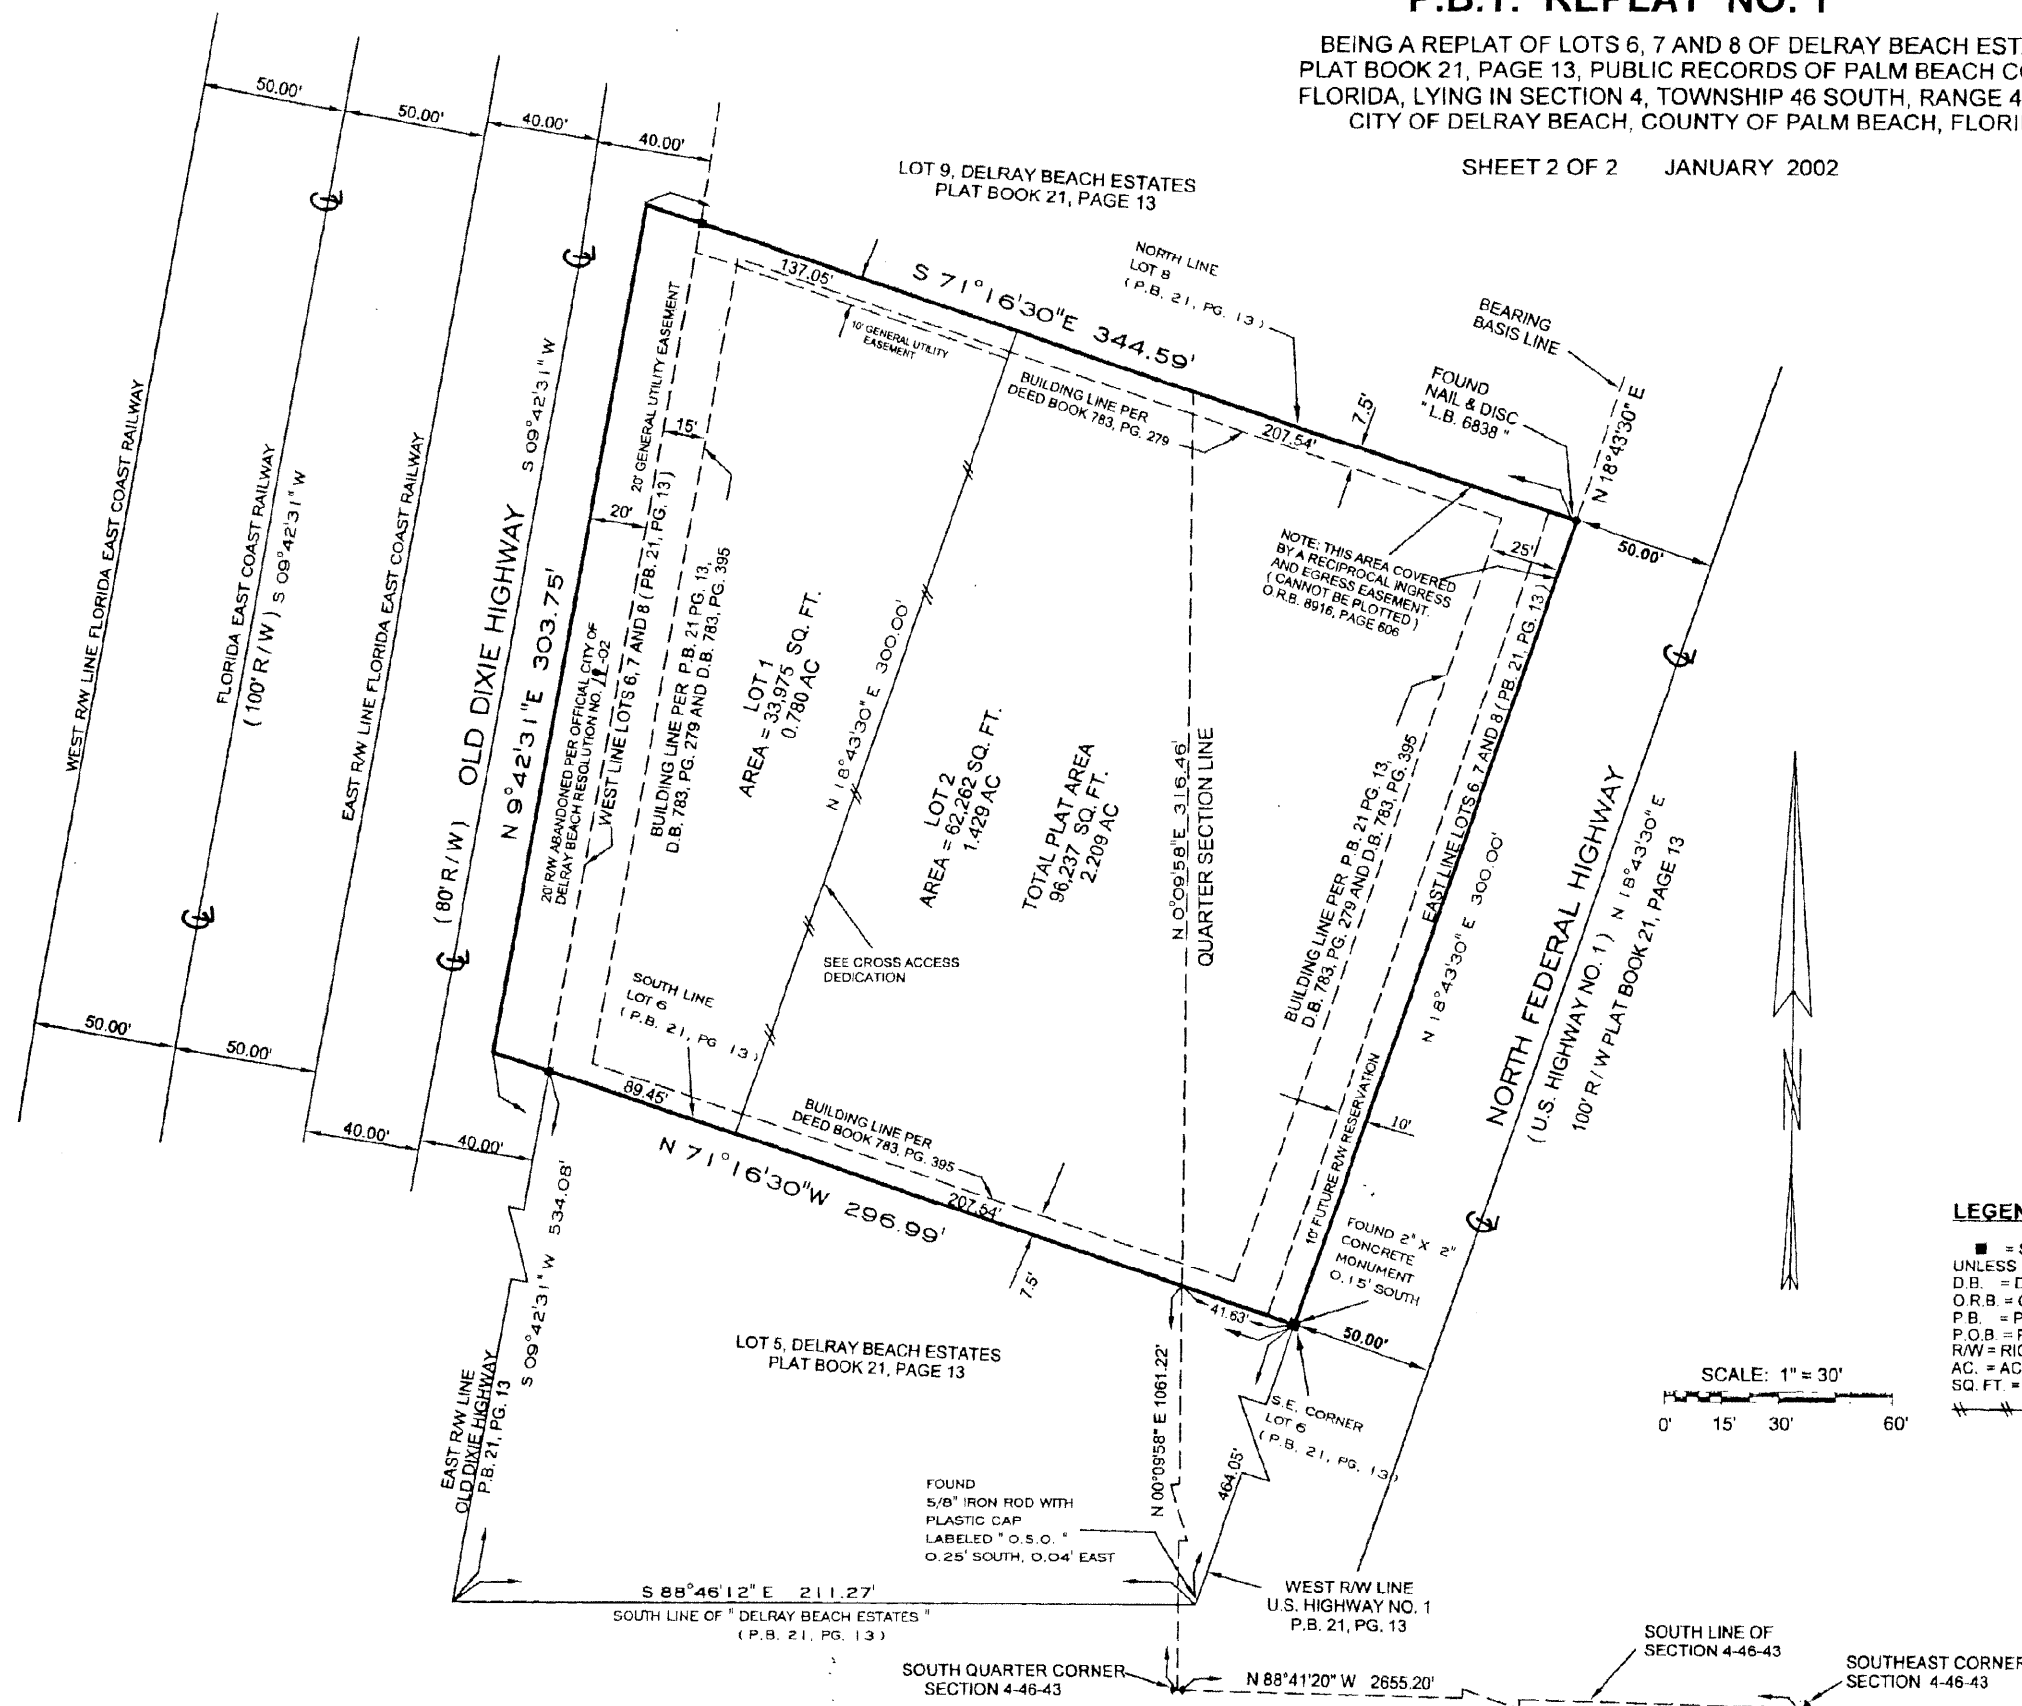 P.B.T. REPLAT NO. 1
BEING A REPLAT OF LOTS 6, 7 AND 8 OF DELRAY BEACH
PLAT BOOK 21, PAGE 13, PUBLIC RECORDS OF PALM BEACH
FLORIDA, LYING IN SECTION 4, TOWNSHIP 46 SOUTH, RANGE 4
CITY OF DELRAY BEACH, COUNTY OF PALM BEACH,
SHEET 2 OF 2 JANUARY 2002
50.00'
50.00'
40.00'
40.00'
LOT 9, DELRAY BEACH ESTATES
PLAT BOOK 21, PAGE 13
NORTH LINE
LOT 8
( P.B. 21, PG. 13 )
BEARING
BASIS LINE
FOUND
NAIL & DISC
"L.B. 6838 "
N 18°43'30" E
137.05'
S 71°16'30"E 344.59'
10' GENERAL UTILITY
EASEMENT
BUILDING LINE PER
DEED BOOK 783, PG. 279
207.54'
7.5'
50.00'
25'
NOTE: THIS AREA COVERED
BY A RECIPROCAL INGRESS
AND EGRESS EASEMENT.
( CANNOT BE PLOTTED )
O.R.B. 8916, PAGE 606
WEST R/W LINE FLORIDA EAST COAST RAILWAY
FLORIDA EAST COAST RAILWAY
( 100' R / W ) S 09°42'31" W
EAST R/W LINE FLORIDA EAST COAST RAILWAY
S 09°42'31" W
( 80' R / W ) OLD DIXIE HIGHWAY
N 9°42'31"E 303.75'
20' GENERAL UTILITY EASEMENT
15'
20'
20' R/W ABANDONED PER OFFICIAL CITY OF
DELRAY BEACH RESOLUTION NO. -02
WEST LINE LOTS 6, 7 AND 8 ( PB. 21, PG. 13 )
BUILDING LINE PER P.B. 21 PG. 13,
D.B. 783, PG. 279 AND D.B. 783, PG. 395
LOT 1
AREA = 33,975 SQ. FT.
0.780 AC
N 18°43'30" E 300.00'
LOT 2
AREA = 62,262 SQ. FT.
1.429 AC
TOTAL PLAT AREA
96,237 SQ. FT.
2.209 AC
N 0°09'58"E 316.46'
QUARTER SECTION LINE
BUILDING LINE PER P.B. 21 PG. 13,
D.B. 783, PG. 279 AND D.B. 783, PG. 395
EAST LINE LOTS 6, 7 AND 8 ( PB. 21, PG. 13 )
N 18°43'30" E 300.00'
10' FUTURE R/W RESERVATION
10'
NORTH FEDERAL HIGHWAY
( U.S. HIGHWAY NO. 1 ) N 18°43'30" E
100' R / W PLAT BOOK 21, PAGE 13
SEE CROSS ACCESS
DEDICATION
SOUTH LINE
LOT 6
( P.B. 21, PG 13 )
50.00'
50.00'
40.00'
40.00'
89.45'
BUILDING LINE PER
DEED BOOK 783, PG. 395
N 71°16'30"W 296.99'
207.54'
7.5'
41.63'
50.00'
FOUND 2" X 2"
CONCRETE
MONUMENT
0.15' SOUTH
S.E. CORNER
LOT 6
( P.B. 21, PG. 13)
N
S 09°42'31" W 534.08'
LOT 5, DELRAY BEACH ESTATES
PLAT BOOK 21, PAGE 13
EAST R/W LINE
OLD DIXIE HIGHWAY
P.B. 21, PG. 13
N 00°09'58" E 1061.22'
464.05'
FOUND
5/8" IRON ROD WITH
PLASTIC CAP
LABELED " O.S.O. "
0.25' SOUTH, 0.04' EAST
S 88°46'12" E 211.27'
SOUTH LINE OF " DELRAY BEACH ESTATES "
( P.B. 21, PG. 13 )
WEST R/W LINE
U.S. HIGHWAY NO. 1
P.B. 21, PG. 13
SOUTH QUARTER CORNER
SECTION 4-46-43
N 88°41'20" W 2655.20'
SOUTH LINE OF
SECTION 4-46-43
SOUTHEAST CORNER
SECTION 4-46-43
SCALE: 1" = 30'
0' 15' 30' 60'
UNLESS
D.B. =
O.R.B. =
P.B. =
P.O.B. =
R/W =
AC. =
SQ. FT. =